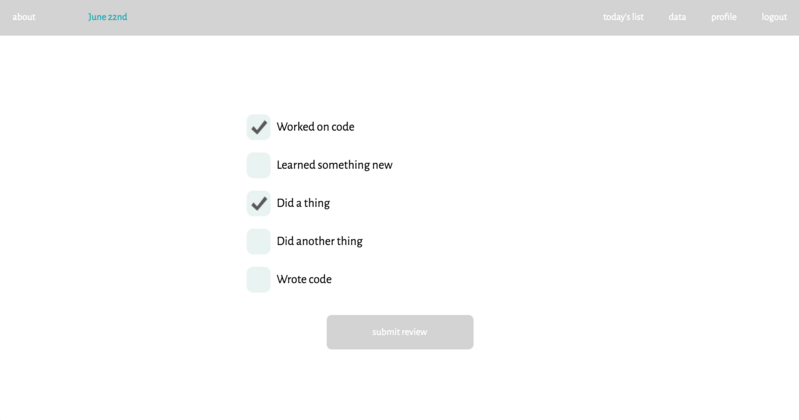 about June 22nd today's list data profile logout
Worked on code
Learned something new
Did a thing
Did another thing
Wrote code
submit review